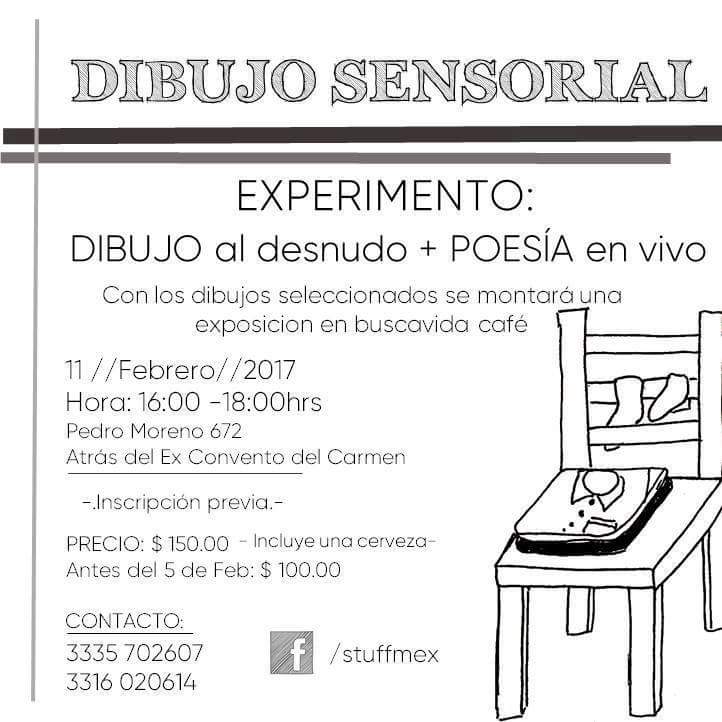 DIBUJO SENSORIAL
EXPERIMENTO:
DIBUJO al desnudo + POESÍA en vivo
Con los dibujos seleccionados se montará una
exposicion en buscavida café
11 //Febrero//2017
Hora: 16:00 -18:00hrs
Pedro Moreno 672
Atrás del Ex Convento del Carmen
-.Inscripción previa.-
PRECIO: $ 150.00 - Incluye una cerveza-
Antes del 5 de Feb: $ 100.00
CONTACTO:
3335 702607
3316 020614
f /stuffmex